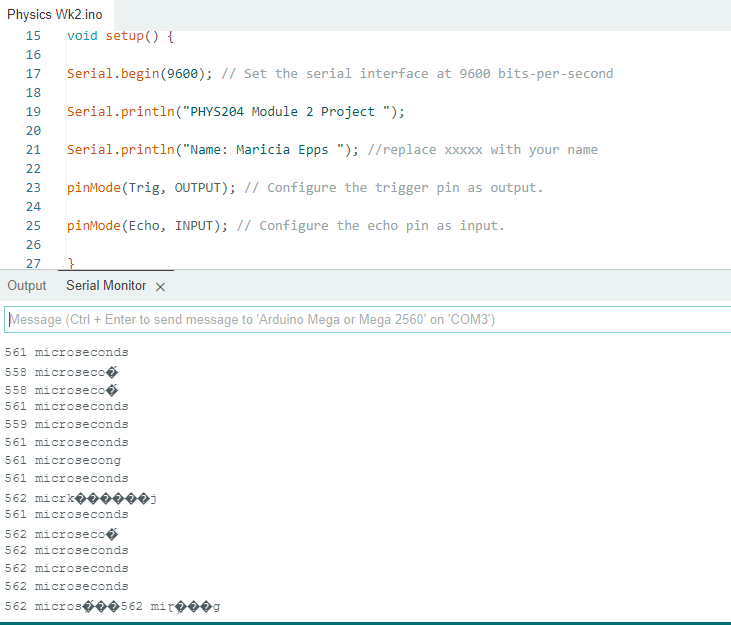 Physics Wk2.ino
15 void setup() {
16
17 Serial.begin(9600); // Set the serial interface at 9600 bits-per-second
18
19 Serial.println("PHYS204 Module 2 Project ");
20
21 Serial.println("Name: Maricia Epps "); //replace xxxxx with your name
22
23 pinMode(Trig, OUTPUT); // Configure the trigger pin as output.
24
25 pinMode(Echo, INPUT); // Configure the echo pin as input.
26
27 }
Output Serial Monitor
Message (Ctrl + Enter to send message to 'Arduino Mega or Mega 2560' on 'COM3')
561 microseconds
558 microseco�
558 microseco�
561 microseconds
559 microseconds
561 microseconds
561 microsecong
561 microseconds
562 micrk������j
561 microseconds
562 microseco�
562 microseconds
562 microseconds
562 microseconds
562 micros���562 mi���g